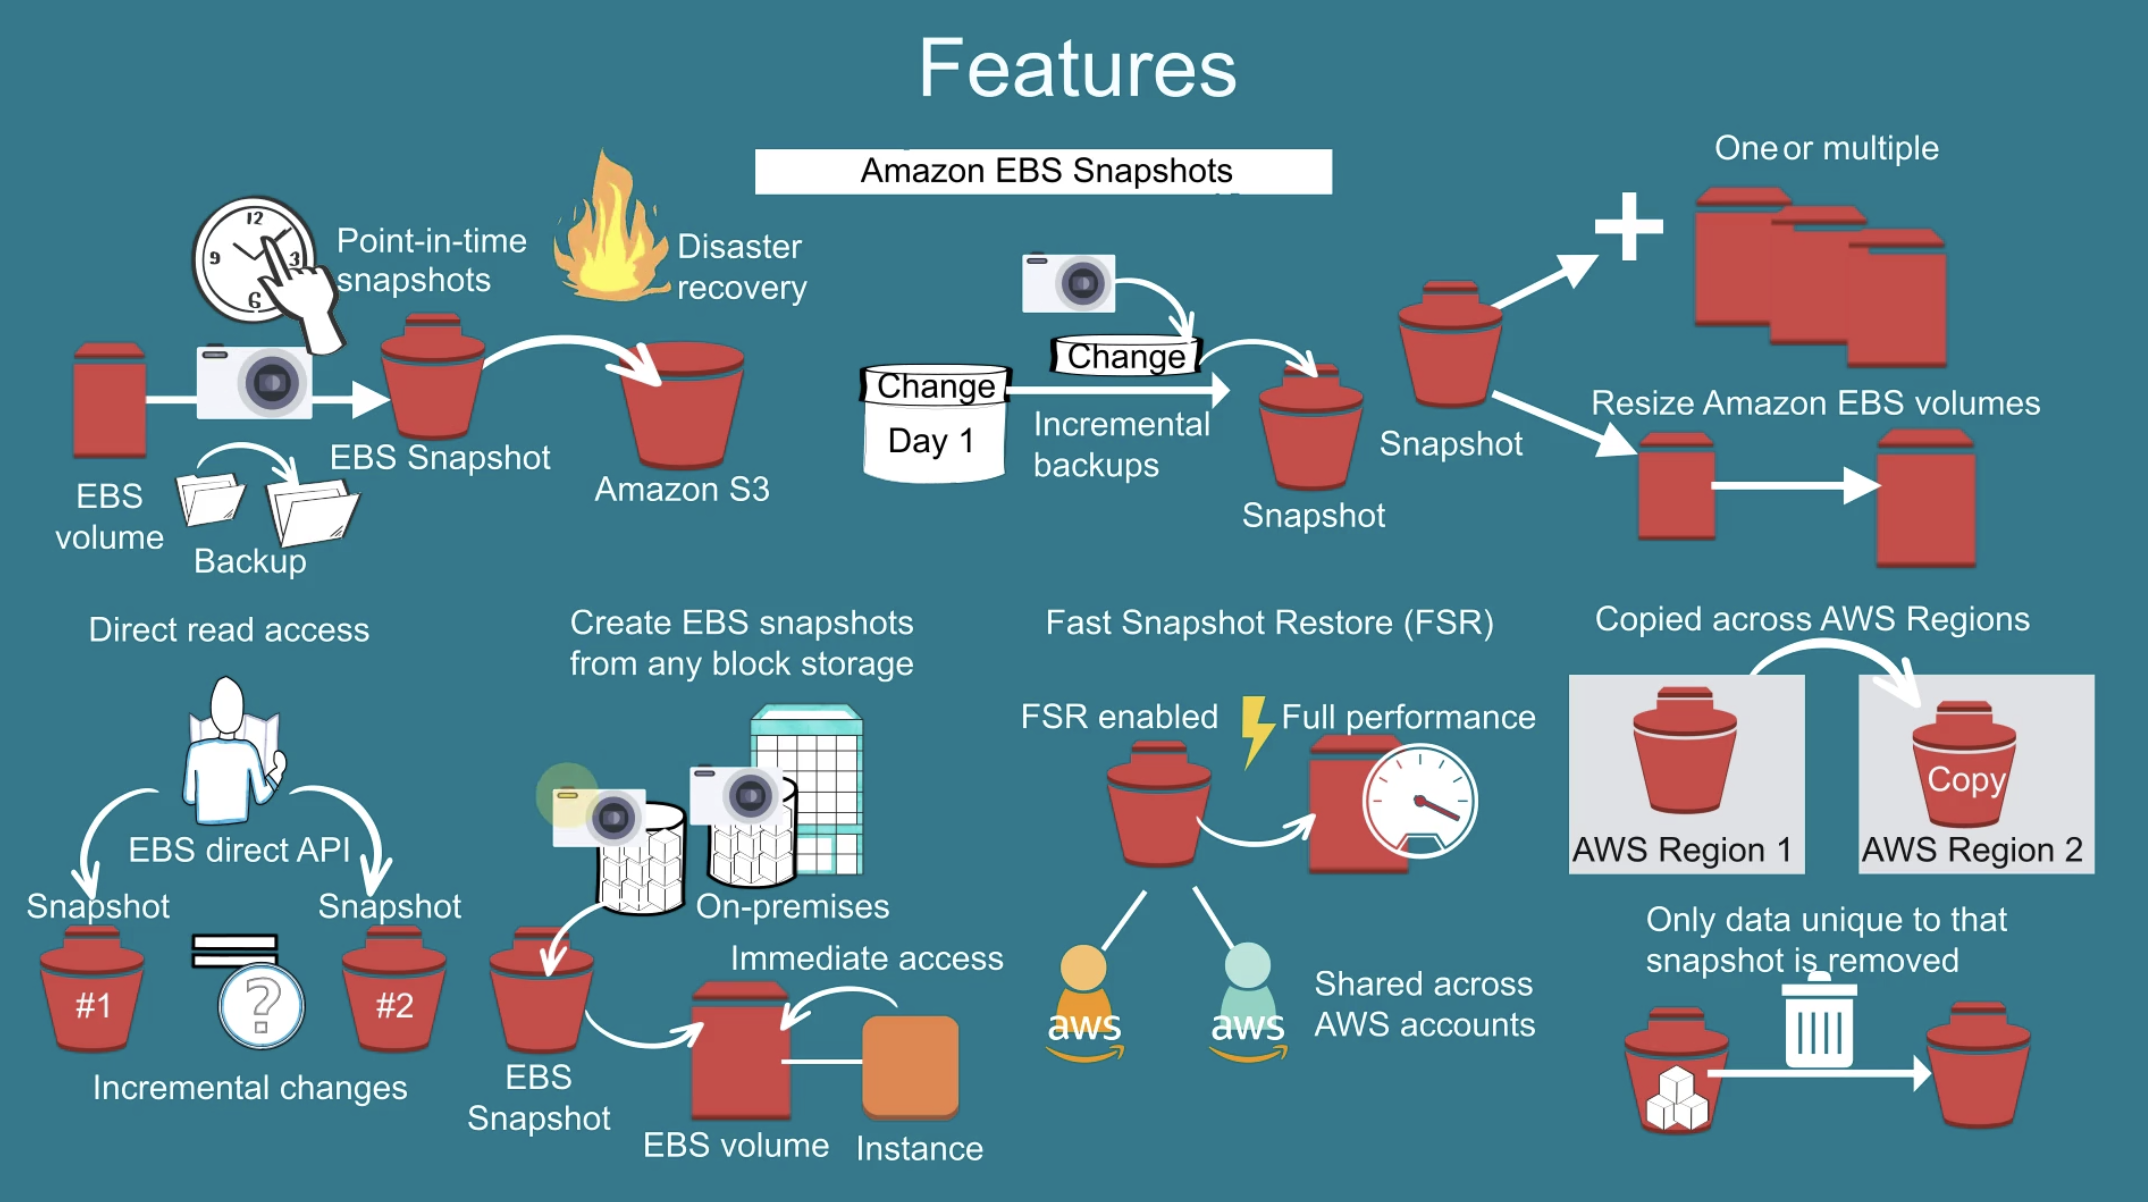 Features
Amazon EBS Snapshots
12
3
6
9
Point-in-time
snapshots
Disaster
recovery
EBS
volume
Backup
EBS Snapshot
Amazon S3
Change
Day 1
Change
Incremental
backups
Snapshot
Snapshot
One or multiple
Resize Amazon EBS volumes
Direct read access
EBS direct API
Snapshot
#1
Snapshot
#2
?
Incremental changes
Create EBS snapshots
from any block storage
On-premises
Immediate access
EBS
Snapshot
EBS volume
Instance
Fast Snapshot Restore (FSR)
FSR enabled
Full performance
aws
aws
Shared across
AWS accounts
Copied across AWS Regions
AWS Region 1
Copy
AWS Region 2
Only data unique to that
snapshot is removed